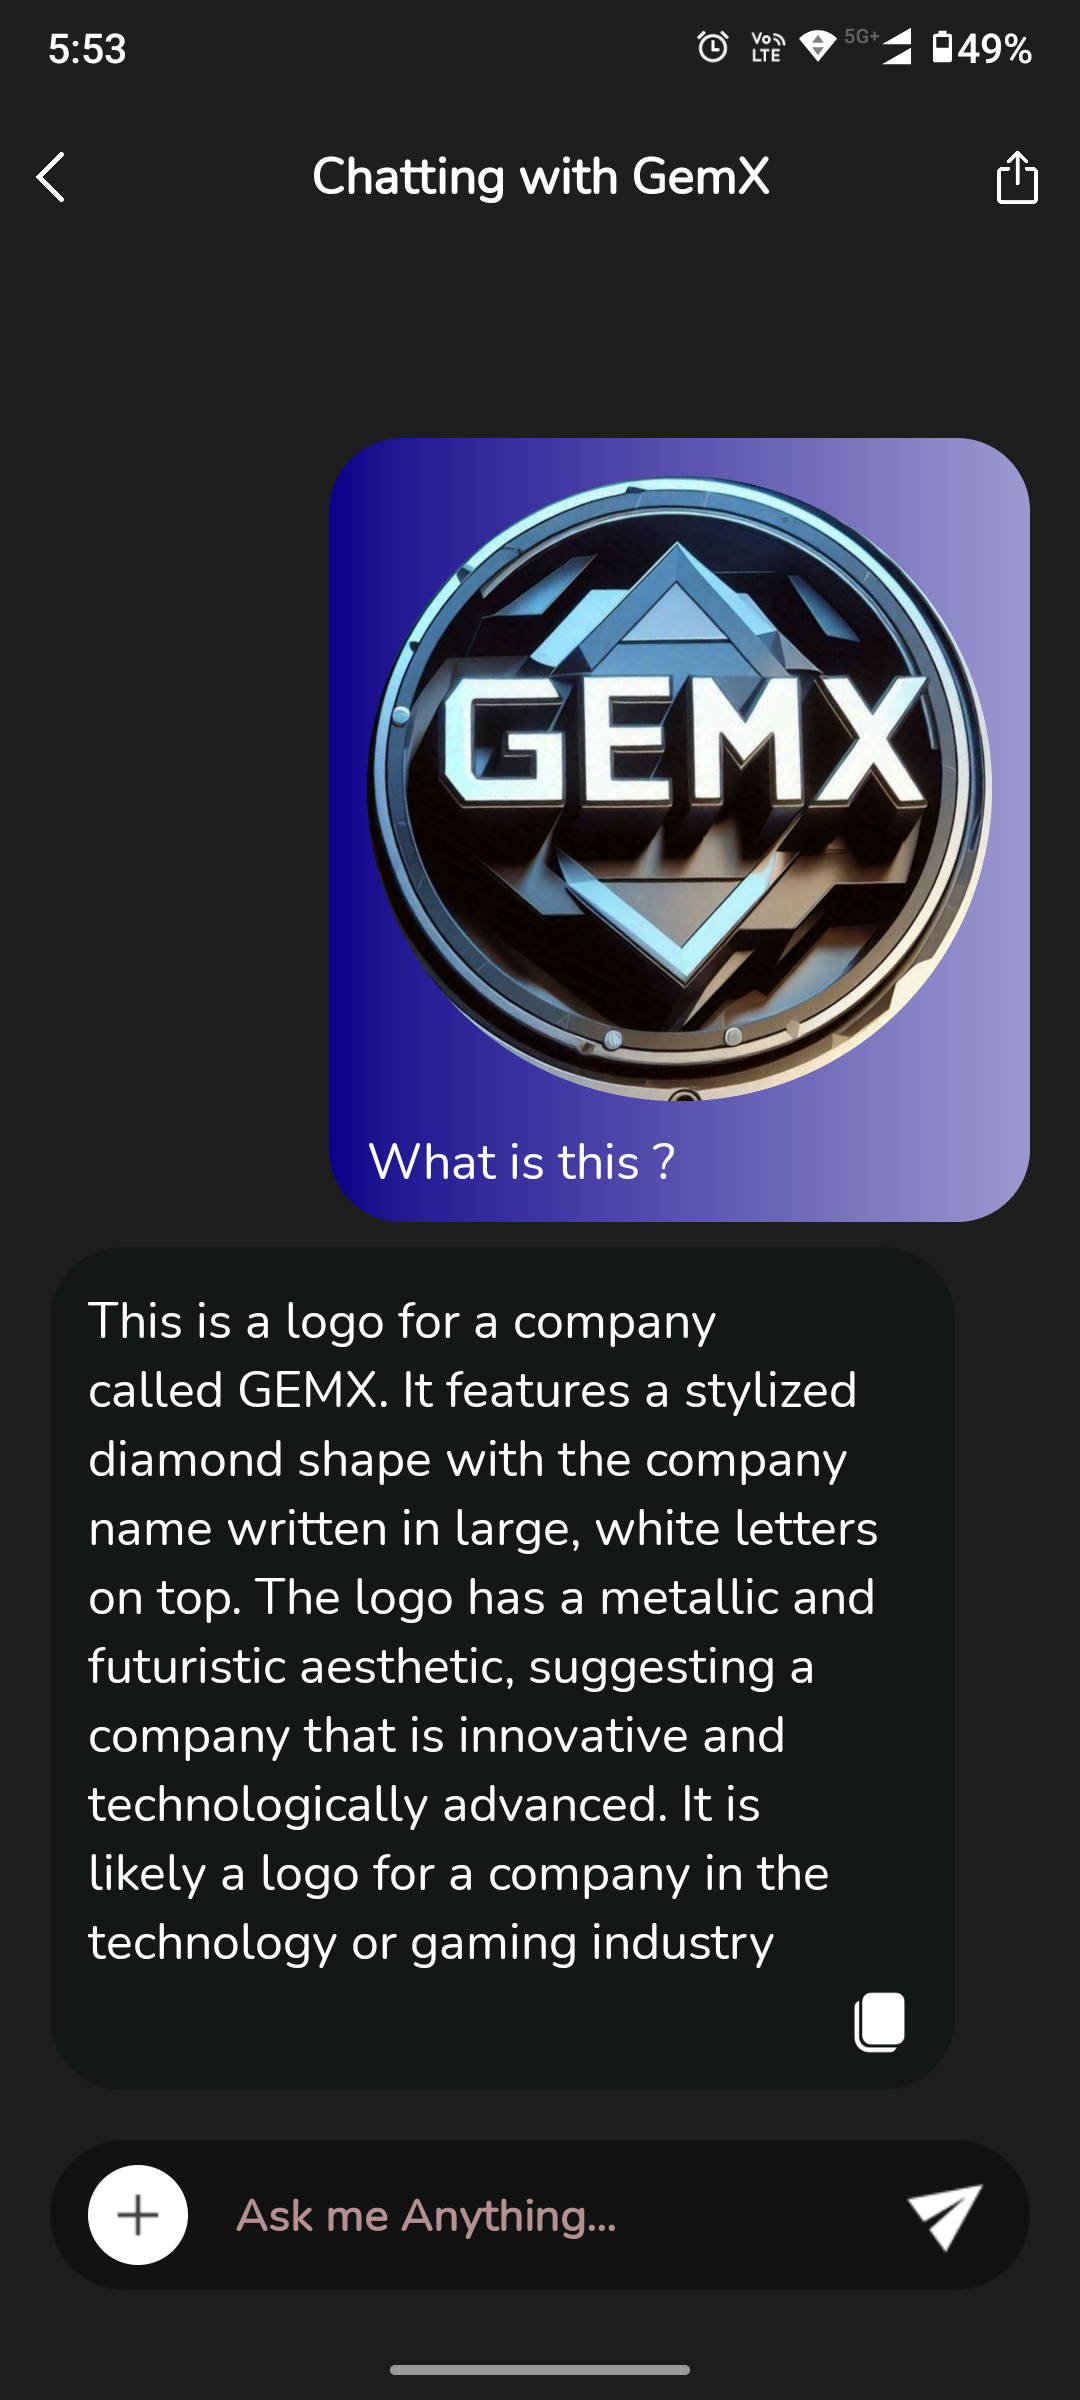 5:53
Vo LTE
5G+
49%
Chatting with GemX
GEMX
What is this ?
This is a logo for a company
called GEMX. It features a stylized
diamond shape with the company
name written in large, white letters
on top. The logo has a metallic and
futuristic aesthetic, suggesting a
company that is innovative and
technologically advanced. It is
likely a logo for a company in the
technology or gaming industry
Ask me Anything...